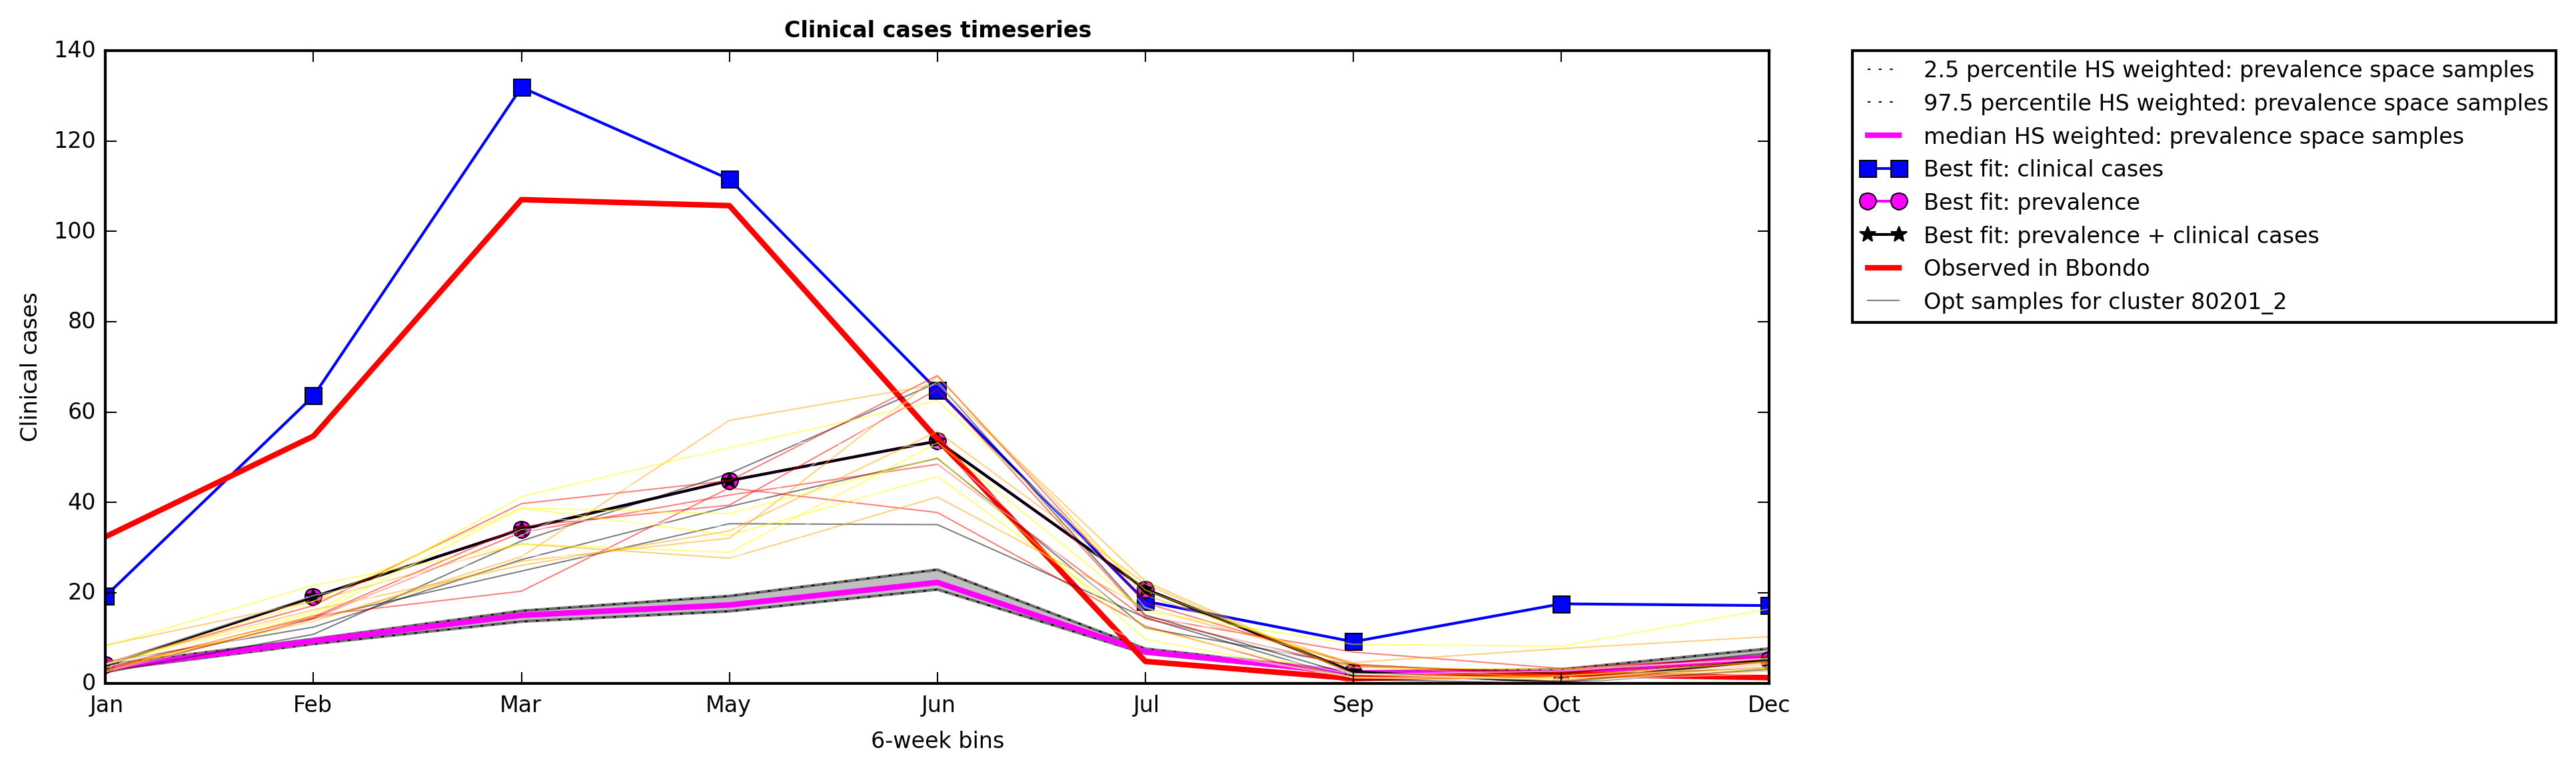 Clinical cases timeseries
140
120
100
80
60
40
20
0
Clinical cases
Jan Feb Mar May Jun Jul Sep Oct Dec
6-week bins
2.5 percentile HS weighted: prevalence space samples
97.5 percentile HS weighted: prevalence space samples
median HS weighted: prevalence space samples
Best fit: clinical cases
Best fit: prevalence
Best fit: prevalence + clinical cases
Observed in Bbondo
Opt samples for cluster 80201_2